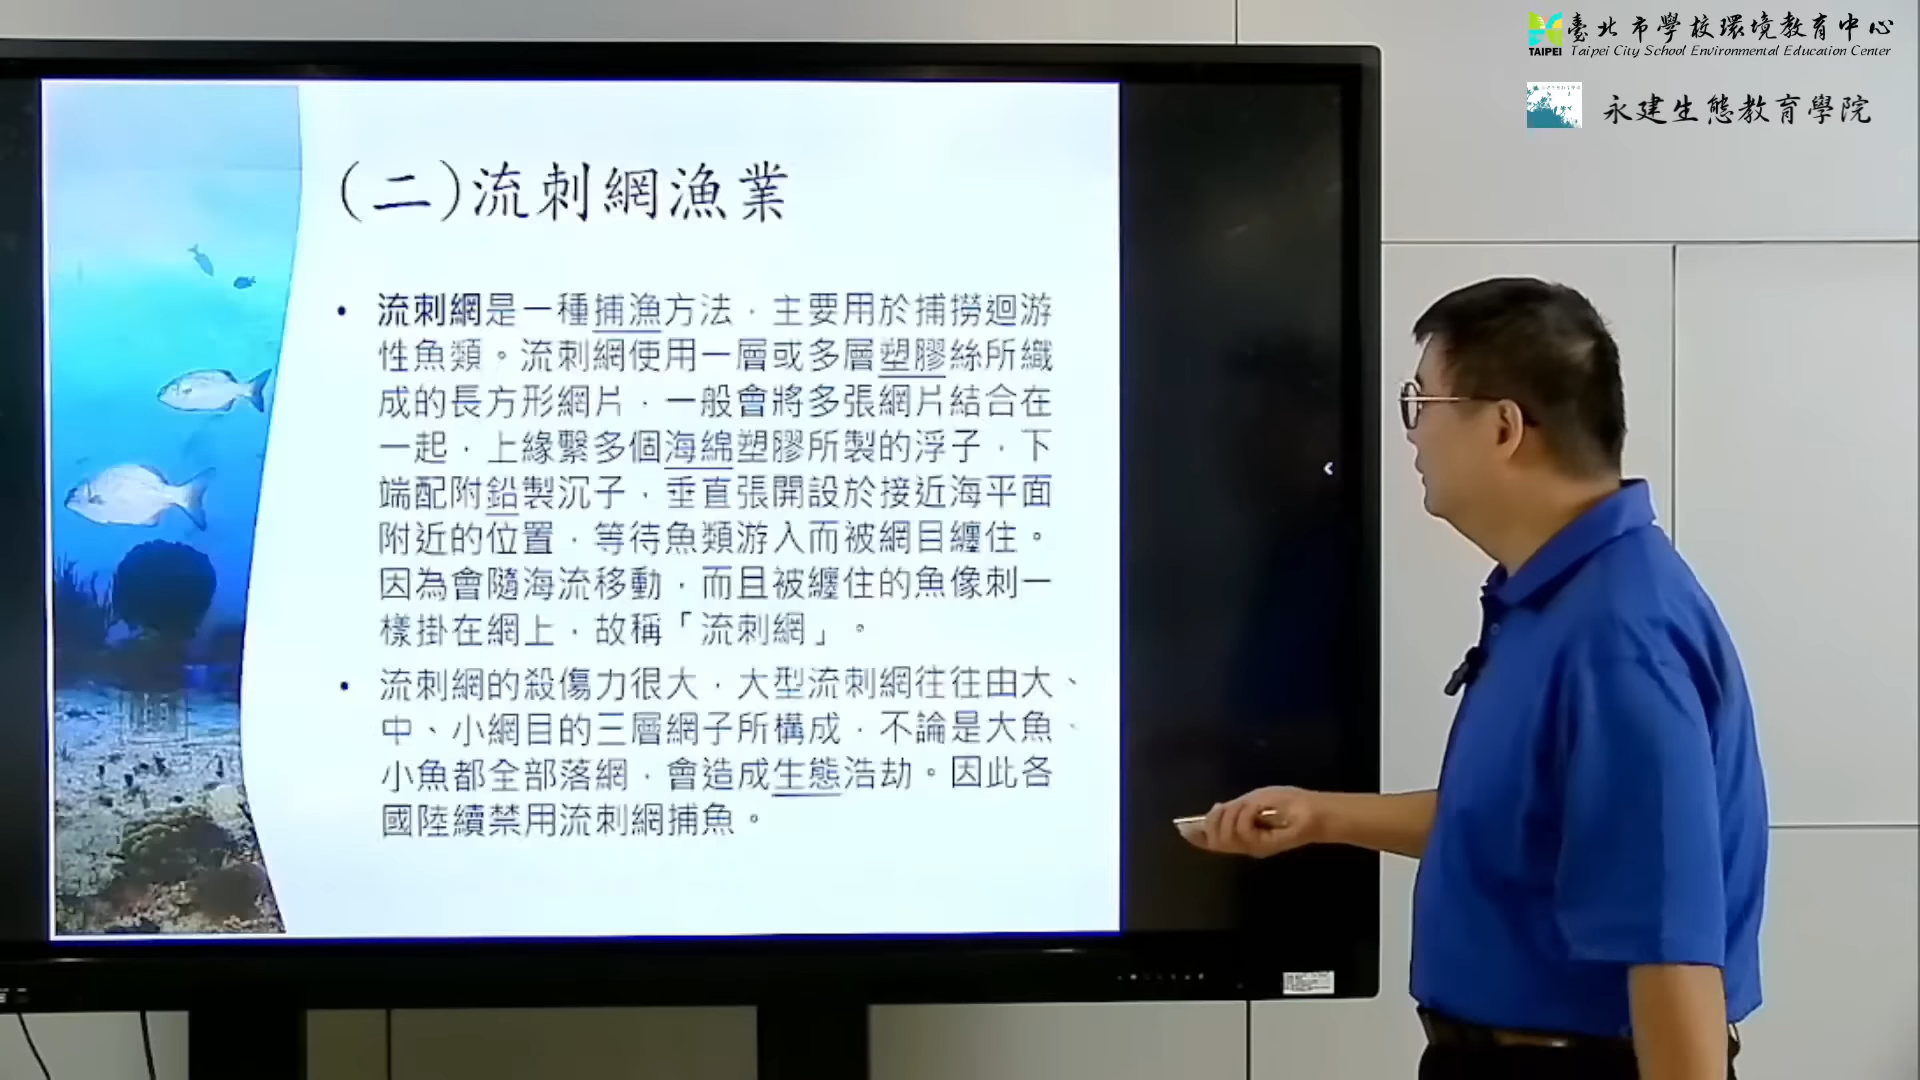 臺北市學校環境教育中心
TAIPEI
Taipei City School Environmental Education Center
永建生態教育學院
(二)流刺網漁業
• 流刺網是一種捕漁方法，主要用於捕撈迴游
性魚類。流刺網使用一層或多層塑膠絲所織
成的長方形網片，一般會將多張網片結合在
一起，上緣繫多個海綿塑膠所製的浮子，下
端配附鉛製沉子，垂直張開設於接近海平面
附近的位置，等待魚類游入而被網目纏住。
因為會隨海流移動，而且被纏住的魚像刺一
樣掛在網上，故稱「流刺網」。
• 流刺網的殺傷力很大，大型流刺網往往由大、
中、小網目的三層網子所構成，不論是大魚、
小魚都全部落網，會造成生態浩劫。因此各
國陸續禁用流刺網捕魚。